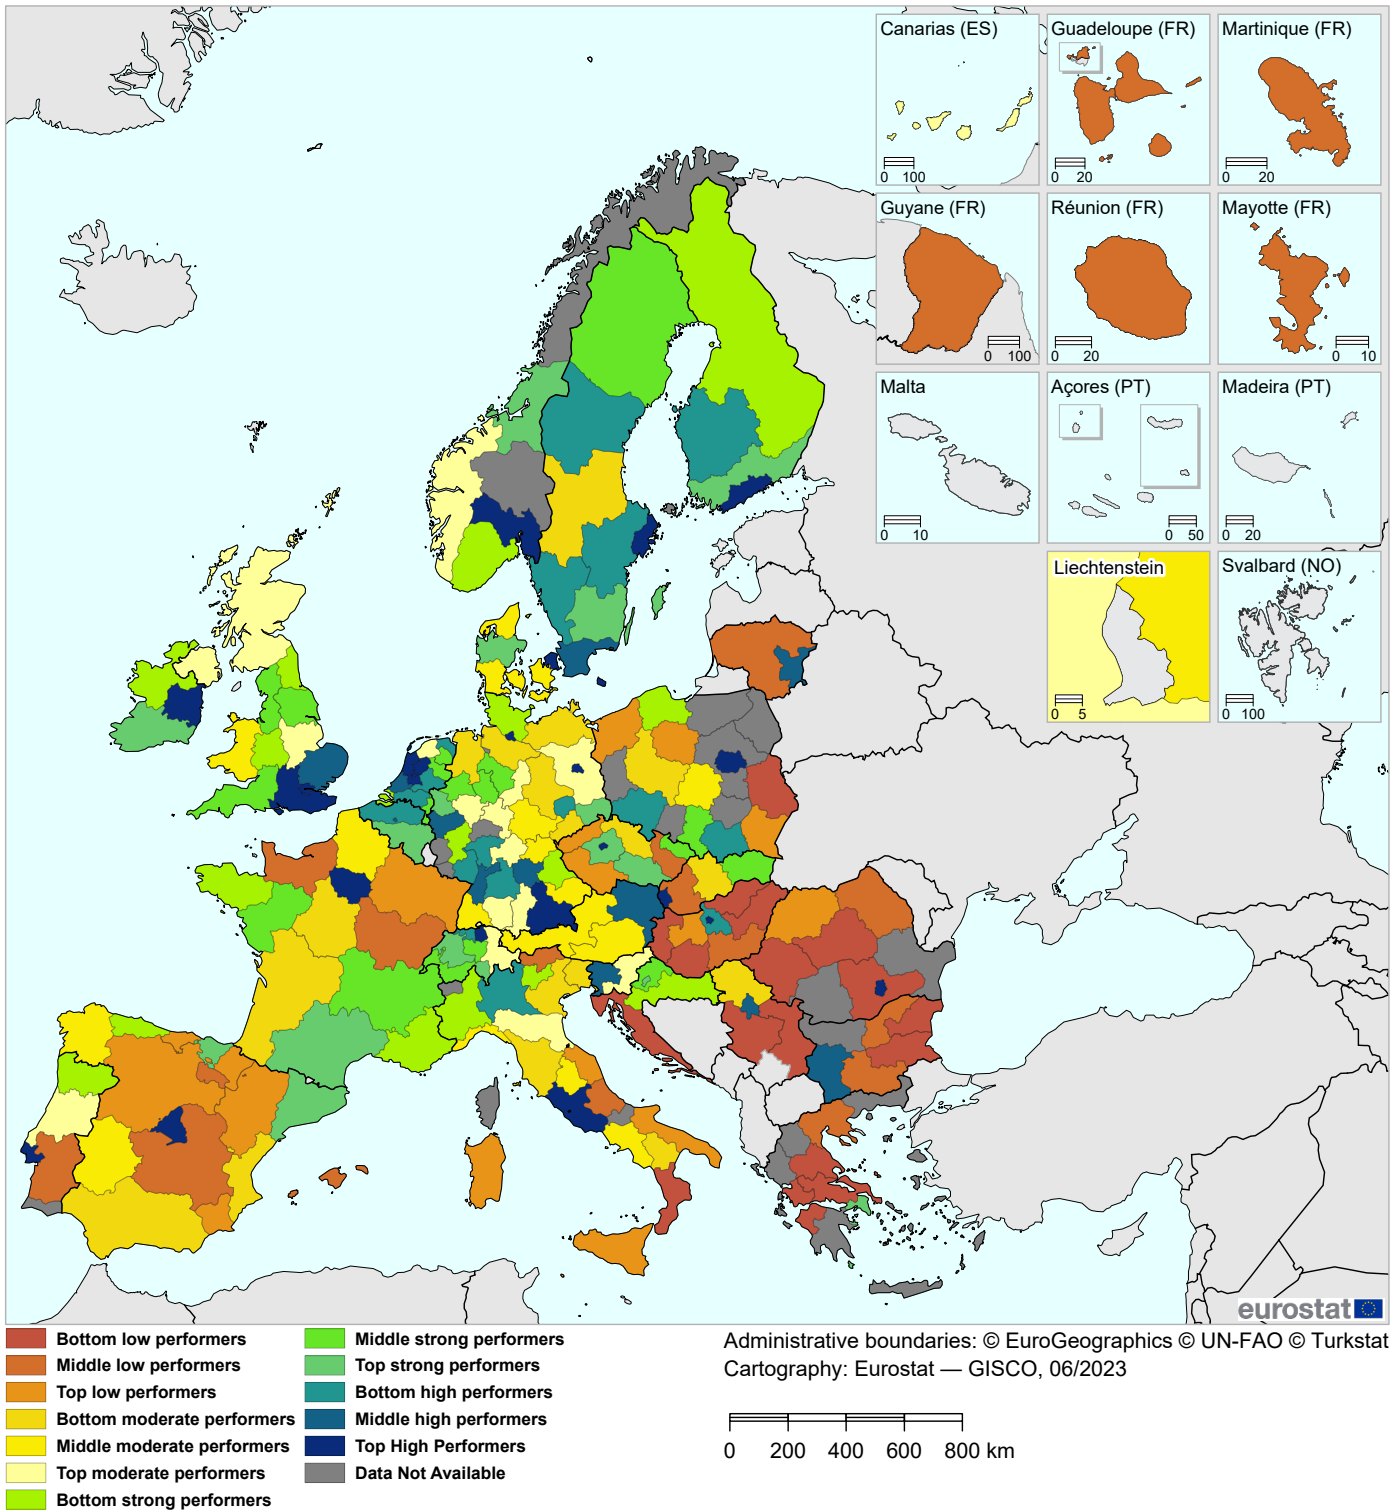 Canarias (ES)
0 100
Guadeloupe (FR)
0 20
Martinique (FR)
0 20
Guyane (FR)
0 100
Réunion (FR)
0 20
Mayotte (FR)
0 10
Malta
0 10
Açores (PT)
0 50
Madeira (PT)
0 20
Liechtenstein
0 5
Svalbard (NO)
0 100
eurostat
Bottom low performers
Middle low performers
Top low performers
Bottom moderate performers
Middle moderate performers
Top moderate performers
Bottom strong performers
Middle strong performers
Top strong performers
Bottom high performers
Middle high performers
Top High Performers
Data Not Available
Administrative boundaries: © EuroGeographics © UN-FAO © Turkstat
Cartography: Eurostat — GISCO, 06/2023
0 200 400 600 800 km